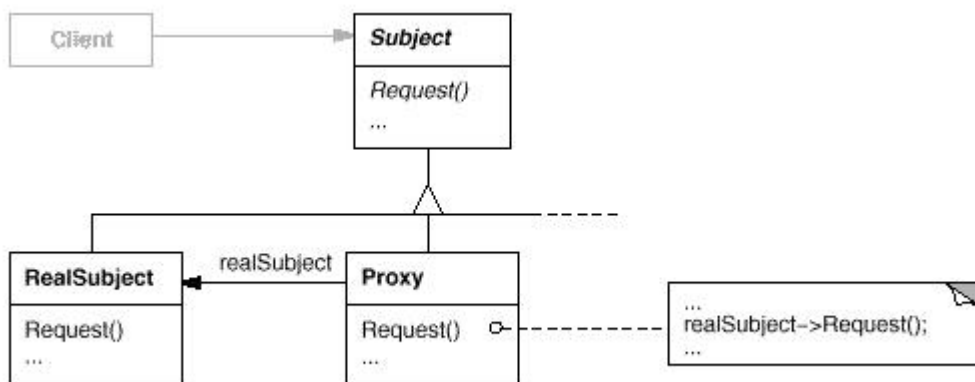 Client
Subject
Request()
...
realSubject
RealSubject
Request()
...
Proxy
Request()
...
...
realSubject->Request();
...